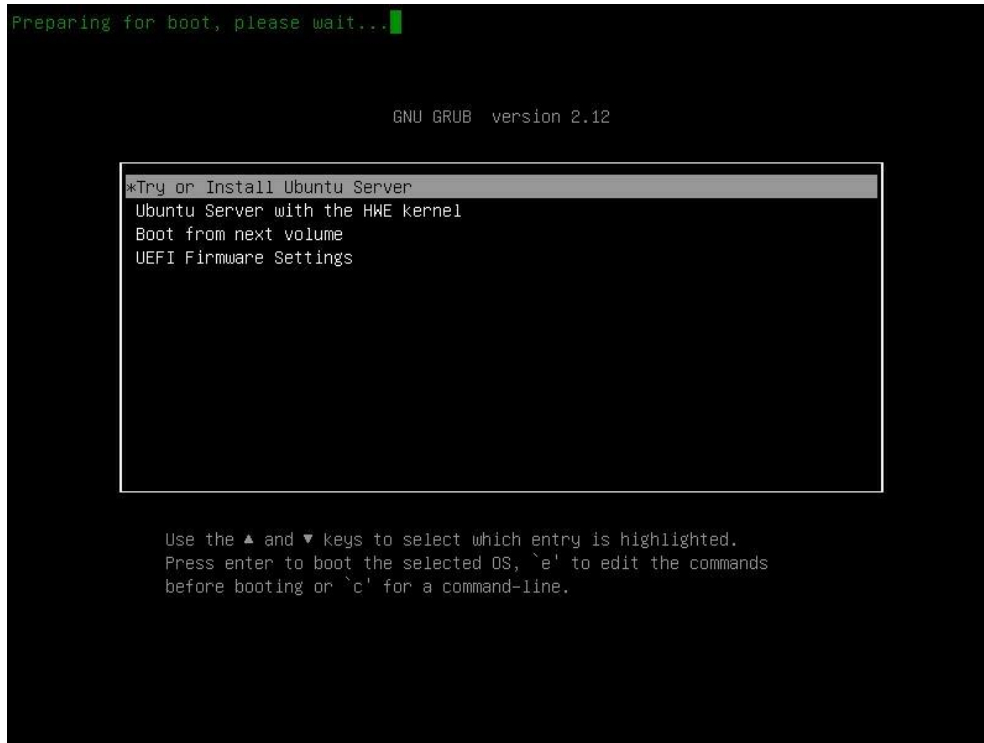 Preparing for boot, please wait...
GNU GRUB version 2.12
*Try or Install Ubuntu Server
Ubuntu Server with the HWE kernel
Boot from next volume
UEFI Firmware Settings
Use the ▲ and ▼ keys to select which entry is highlighted.
Press enter to boot the selected OS, `e' to edit the commands
before booting or `c' for a command-line.